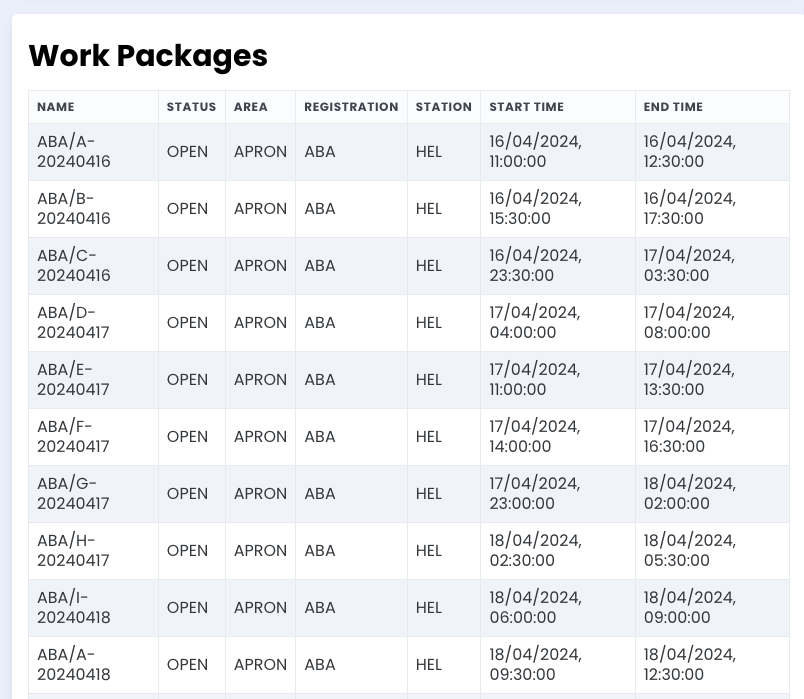 Work Packages
NAME STATUS AREA REGISTRATION STATION START TIME END TIME
ABA/A- 16/04/2024, 16/04/2024,
20240416 OPEN APRON ABA HEL 11:00:00 12:30:00
ABA/B- 16/04/2024, 16/04/2024,
20240416 OPEN APRON ABA HEL 15:30:00 17:30:00
ABA/C- 16/04/2024, 17/04/2024,
20240416 OPEN APRON ABA HEL 23:30:00 03:30:00
ABA/D- 17/04/2024, 17/04/2024,
20240417 OPEN APRON ABA HEL 04:00:00 08:00:00
ABA/E- 17/04/2024, 17/04/2024,
20240417 OPEN APRON ABA HEL 11:00:00 13:30:00
ABA/F- 17/04/2024, 17/04/2024,
20240417 OPEN APRON ABA HEL 14:00:00 16:30:00
ABA/G- 17/04/2024, 18/04/2024,
20240417 OPEN APRON ABA HEL 23:00:00 02:00:00
ABA/H- 18/04/2024, 18/04/2024,
20240417 OPEN APRON ABA HEL 02:30:00 05:30:00
ABA/I- 18/04/2024, 18/04/2024,
20240418 OPEN APRON ABA HEL 06:00:00 09:00:00
ABA/A- 18/04/2024, 18/04/2024,
20240418 OPEN APRON ABA HEL 09:30:00 12:30:00